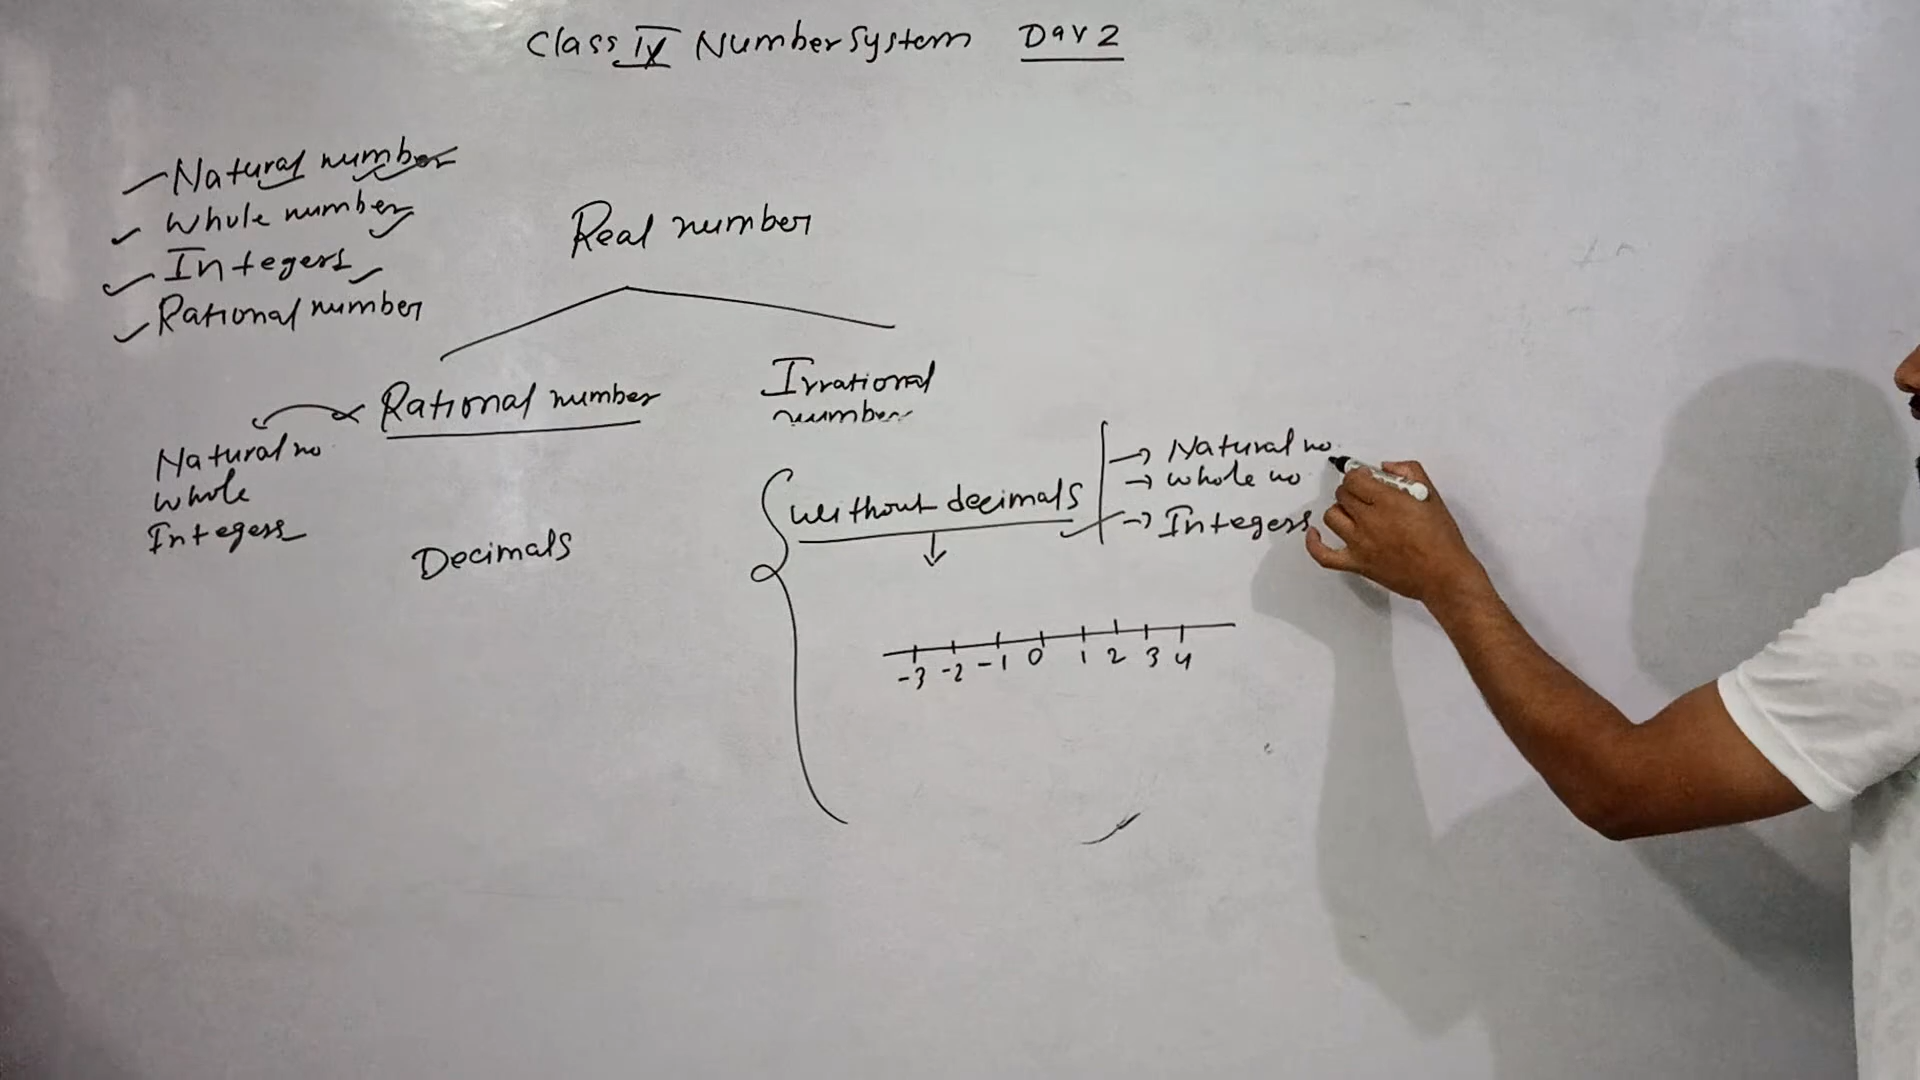 Class IX Number System Day 2
Natural number
Whole number
Integers
Rational number
Real number
Rational number
Irrational
number
Natural no
Whole
Integers
Decimals
without decimals
→ Natural no
→ whole no
→ Integers
-3 -2 -1 0 1 2 3 4